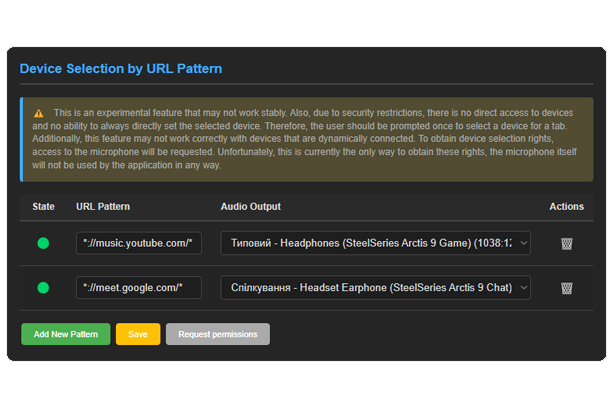 Device Selection by URL Pattern
⚠ This is an experimental feature that may not work stably. Also, due to security restrictions, there is no direct access to devices
and no ability to always directly set the selected device. Therefore, the user should be prompted once to select a device for a tab.
Additionally, this feature may not work correctly with devices that are dynamically connected. To obtain device selection rights,
access to the microphone will be requested. Unfortunately, this is currently the only way to obtain these rights, the microphone itself
will not be used by the application in any way.
State URL Pattern Audio Output Actions
*://music.youtube.com/* Типовий - Headphones (SteelSeries Arctis 9 Game) (1038:12
*://meet.google.com/* Спілкування - Headset Earphone (SteelSeries Arctis 9 Chat)
Add New Pattern Save Request permissions